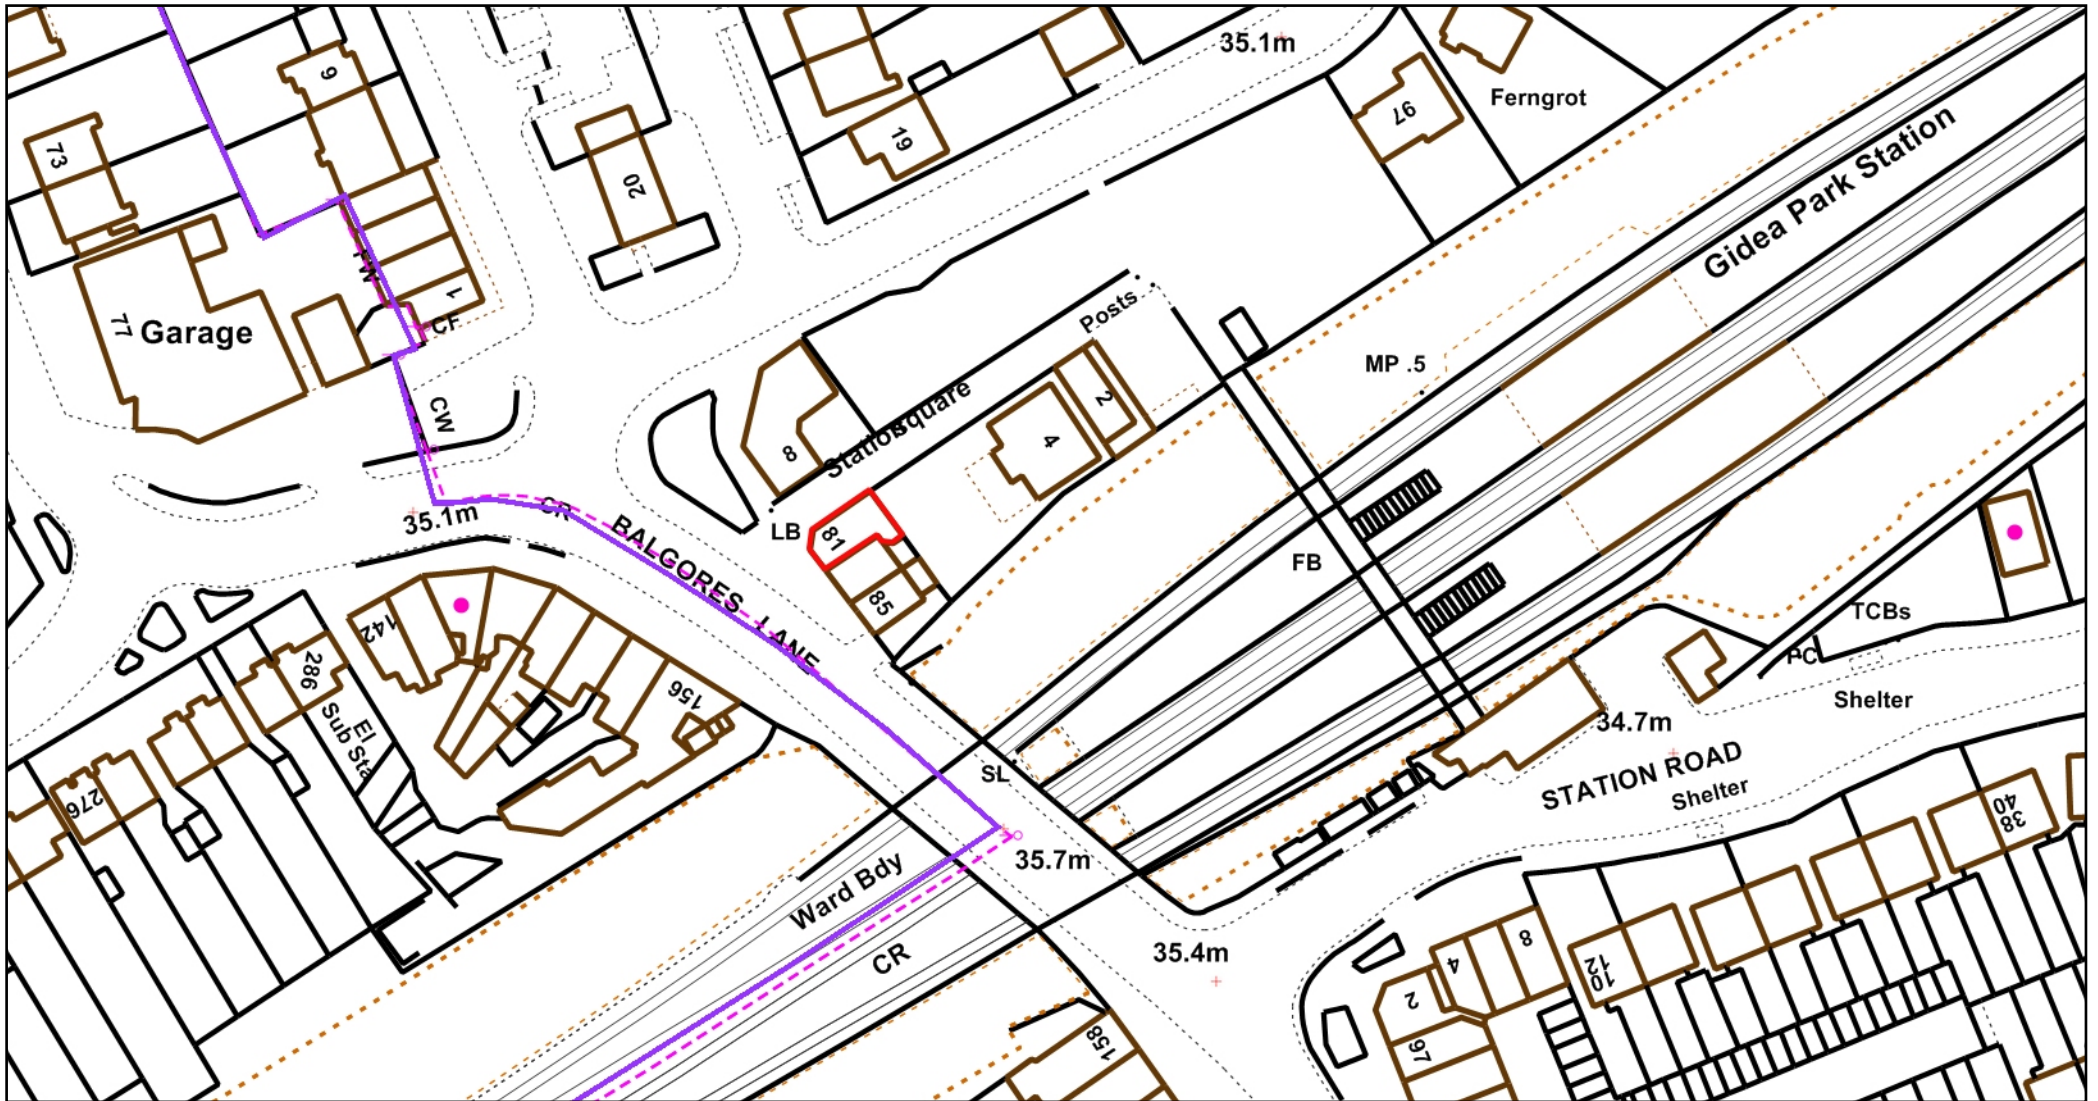 35.1m
9
Ferngrot
97
73
19
20
Gidea Park Station
FW
1
Posts
77
Garage
CF
MP .5
2
CW
Station Square
4
8
35.1m
CR
BALGORES LANE
LB
81
FB
85
TCBs
142
PC
286
El
Sub Sta
156
Shelter
34.7m
SL
STATION ROAD
276
Shelter
38
40
35.7m
Ward Bdy
CR
35.4m
8
4
2
10
12
158